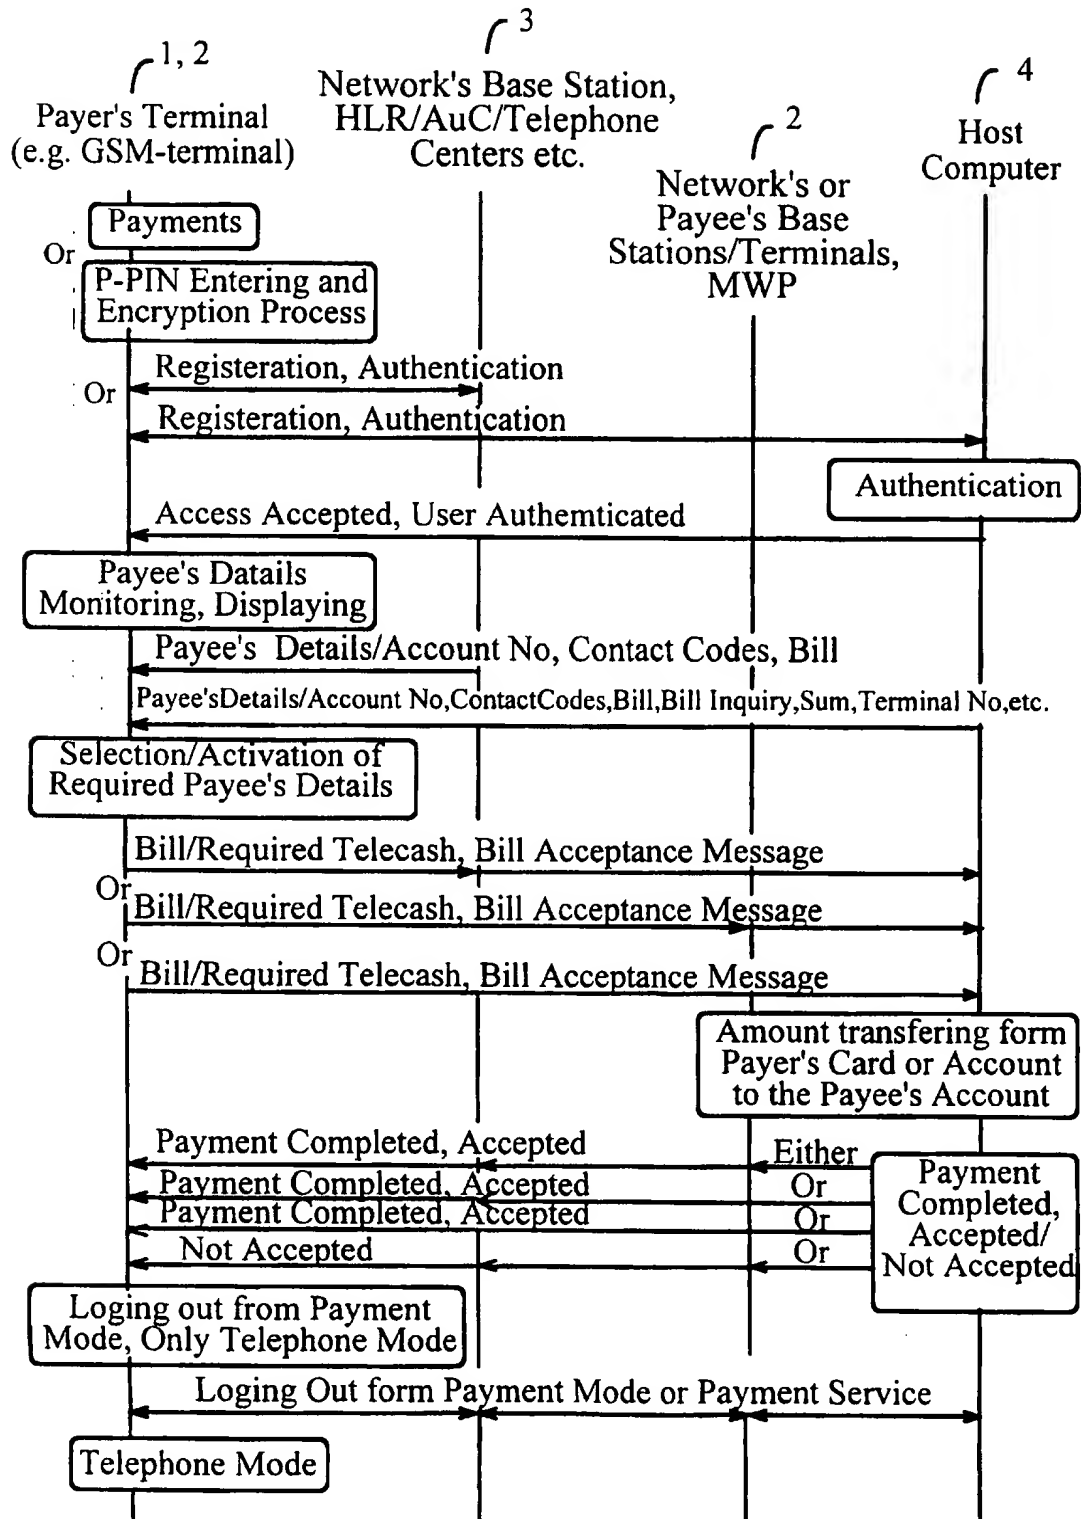 1, 2
3
4
2
Payer's Terminal
(e.g. GSM-terminal)
Network's Base Station,
HLR/AuC/Telephone
Centers etc.
Network's or
Payee's Base
Stations/Terminals,
MWP
Host
Computer
Payments
Or
P-PIN Entering and
Encryption Process
Registeration, Authentication
Or
Registeration, Authentication
Authentication
Access Accepted, User Authemticated
Payee's Datails
Monitoring, Displaying
Payee's Details/Account No, Contact Codes, Bill
Payee'sDetails/Account No,ContactCodes,Bill,Bill Inquiry,Sum,Terminal No,etc.
Selection/Activation of
Required Payee's Details
Bill/Required Telecash, Bill Acceptance Message
Or
Bill/Required Telecash, Bill Acceptance Message
Or
Bill/Required Telecash, Bill Acceptance Message
Amount transfering form
Payer's Card or Account
to the Payee's Account
Payment Completed, Accepted
Either
Payment Completed, Accepted
Or
Payment Completed, Accepted
Or
Not Accepted
Or
Payment
Completed,
Accepted/
Not Accepted
Loging out from Payment
Mode, Only Telephone Mode
Loging Out form Payment Mode or Payment Service
Telephone Mode